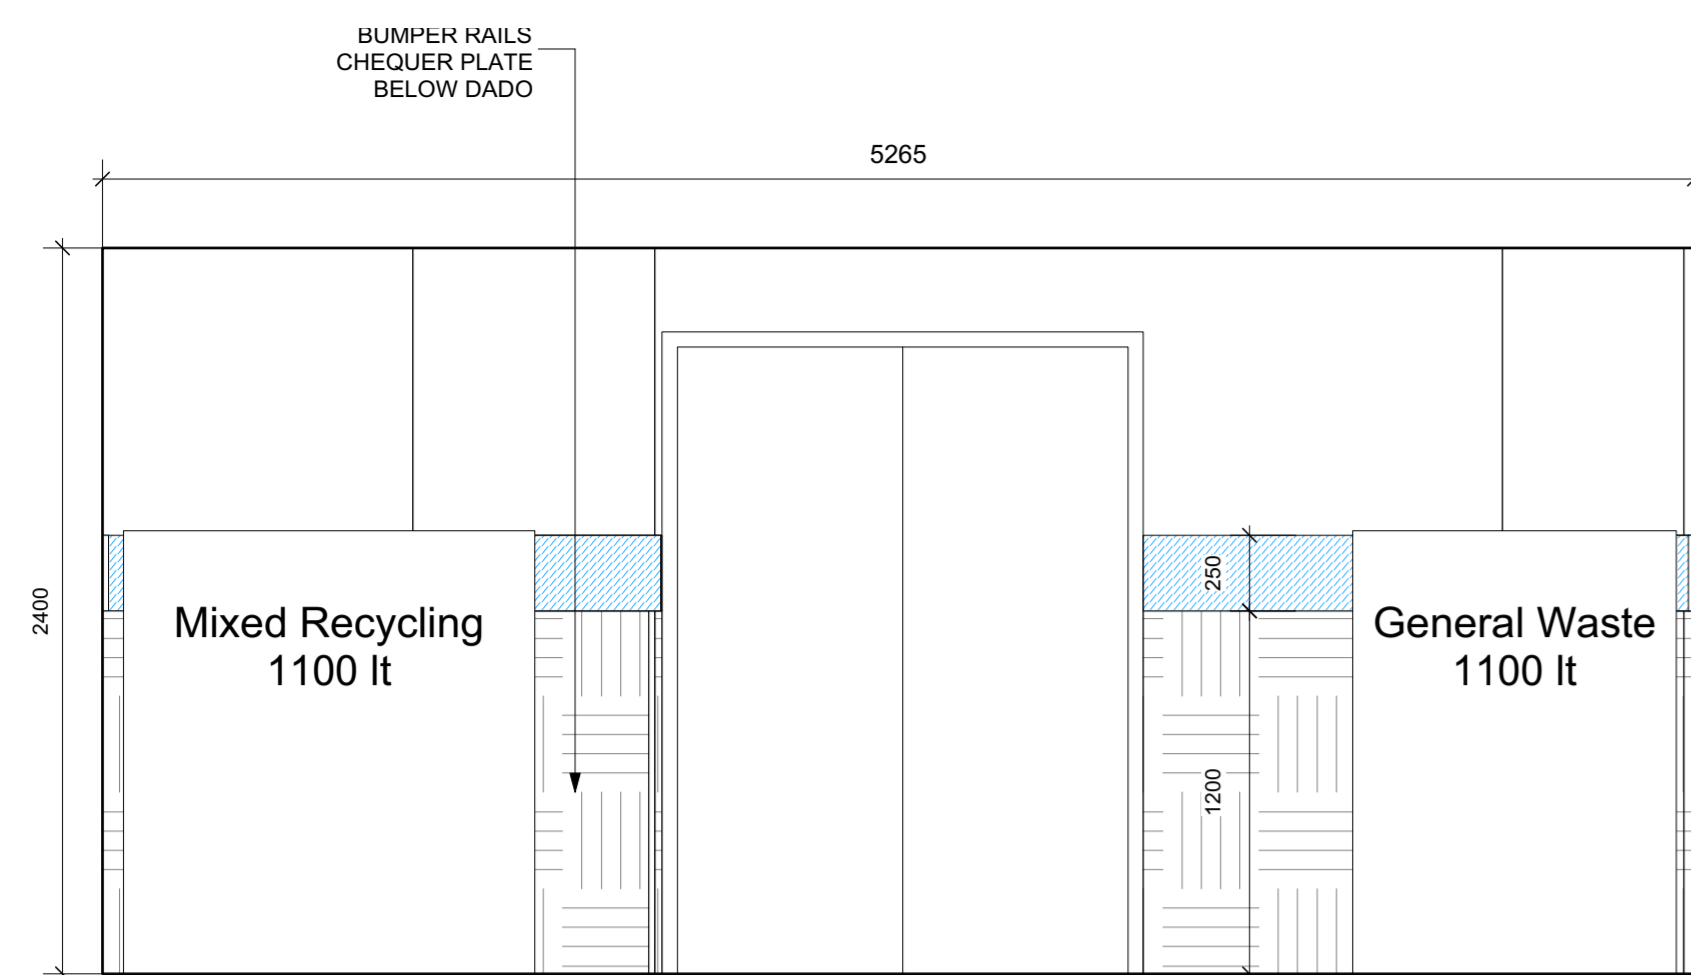 BUMPER RAILS
CHEQUER PLATE
BELOW DADO
5265
2400
250
Mixed Recycling
1100 lt
General Waste
1100 lt
1200